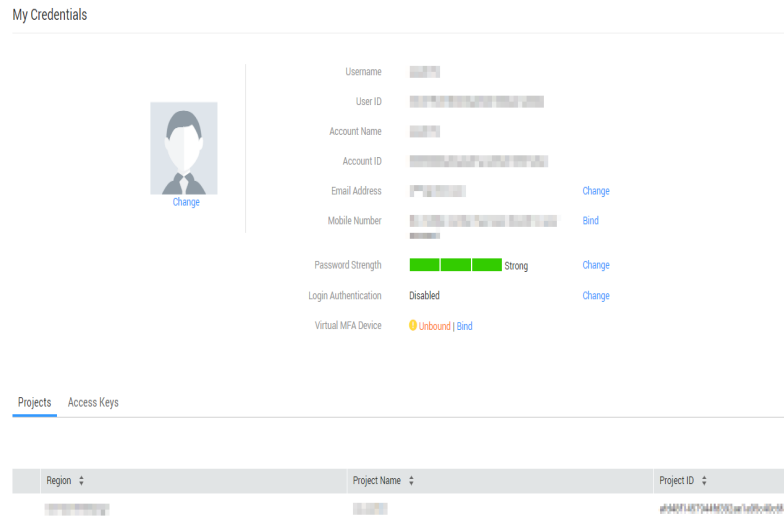 My Credentials
Username
User ID
Account Name
Account ID
Change
Email Address Change
Mobile Number Bind
Password Strength Strong Change
Login Authentication Disabled Change
Virtual MFA Device Unbound | Bind
Projects Access Keys
Region Project Name Project ID